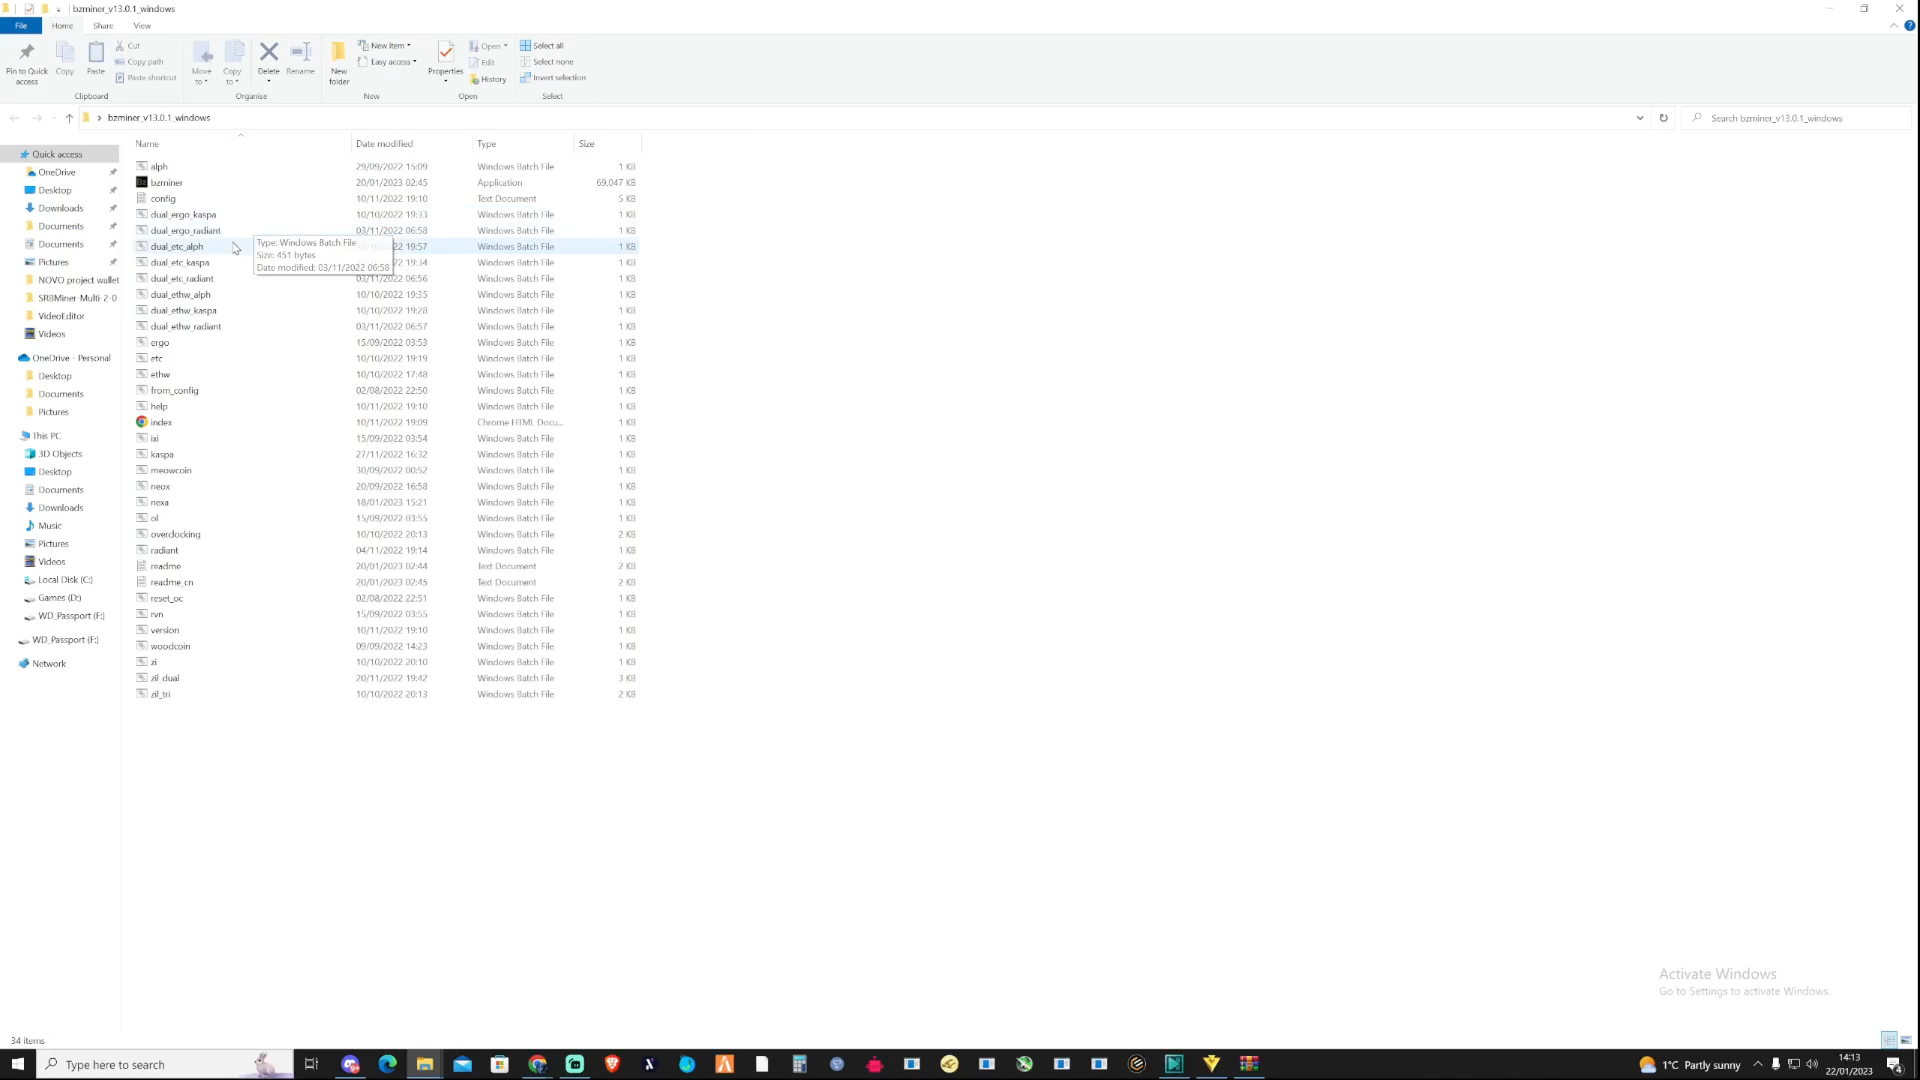 bzminer_v13.0.1_windows
File Home Share View
Pin to Quick access
Copy
Paste
Cut
Copy path
Paste shortcut
Clipboard
Move to
Copy to
Delete
Rename
Organise
New folder
New item
Easy access
New
Properties
Open
Edit
History
Open
Select all
Select none
Invert selection
Select
bzminer_v13.0.1_windows
Search bzminer_v13.0.1_windows
Quick access
OneDrive
Desktop
Downloads
Documents
Documents
Pictures
NOVO project wallet
SRBMiner-Multi-2-0-
VideoEditor
Videos
OneDrive - Personal
Desktop
Documents
Pictures
This PC
3D Objects
Desktop
Documents
Downloads
Music
Pictures
Videos
Local Disk (C:)
Games (D:)
WD_Passport (F:)
WD_Passport (F:)
Network
Name Date modified Type Size
alph 29/09/2022 15:09 Windows Batch File 1 KB
bzminer 20/01/2023 02:45 Application 69,047 KB
config 10/11/2022 19:10 Text Document 5 KB
dual_ergo_kaspa 10/10/2022 19:33 Windows Batch File 1 KB
dual_ergo_radiant 03/11/2022 06:58 Windows Batch File 1 KB
dual_etc_alph 22 19:57 Windows Batch File 1 KB
dual_etc_kaspa 22 19:34 Windows Batch File 1 KB
dual_etc_radiant 03/11/2022 06:56 Windows Batch File 1 KB
dual_ethw_alph 10/10/2022 19:35 Windows Batch File 1 KB
dual_ethw_kaspa 10/10/2022 19:28 Windows Batch File 1 KB
dual_ethw_radiant 03/11/2022 06:57 Windows Batch File 1 KB
ergo 15/09/2022 03:53 Windows Batch File 1 KB
etc 10/10/2022 19:19 Windows Batch File 1 KB
ethw 10/10/2022 17:48 Windows Batch File 1 KB
from_config 02/08/2022 22:50 Windows Batch File 1 KB
help 10/11/2022 19:10 Windows Batch File 1 KB
index 10/11/2022 19:09 Chrome HTML Docu... 1 KB
ixi 15/09/2022 03:54 Windows Batch File 1 KB
kaspa 27/11/2022 16:32 Windows Batch File 1 KB
meowcoin 30/09/2022 00:52 Windows Batch File 1 KB
neox 20/09/2022 16:58 Windows Batch File 1 KB
nexa 18/01/2023 15:21 Windows Batch File 1 KB
ol 15/09/2022 03:55 Windows Batch File 1 KB
overclocking 10/10/2022 20:13 Windows Batch File 2 KB
radiant 04/11/2022 19:14 Windows Batch File 1 KB
readme 20/01/2023 02:44 Text Document 2 KB
readme_cn 20/01/2023 02:45 Text Document 2 KB
reset_oc 02/08/2022 22:51 Windows Batch File 1 KB
rvn 15/09/2022 03:55 Windows Batch File 1 KB
version 10/11/2022 19:10 Windows Batch File 1 KB
woodcoin 09/09/2022 14:23 Windows Batch File 1 KB
zi 10/10/2022 20:10 Windows Batch File 1 KB
zil_dual 20/11/2022 19:42 Windows Batch File 3 KB
zil_tri 10/10/2022 20:13 Windows Batch File 2 KB
Type: Windows Batch File
Size: 451 bytes
Date modified: 03/11/2022 06:58
Activate Windows
Go to Settings to activate Windows.
34 items
Type here to search
1°C Partly sunny
14:13
22/01/2023
4